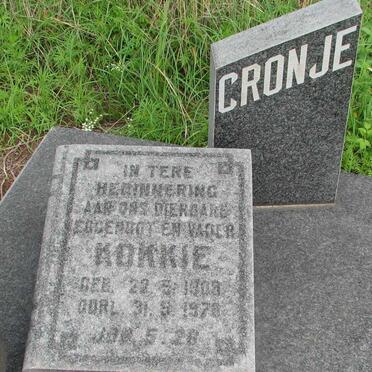 CRONJE
IN TERE
HERINNERING
AAN ONS DIERBARE
EGGENOOT EN VADER
KOKKIE
GEB. 22. 5. 1908
OORL. 31. 5. 1978
JOH. 5. 28